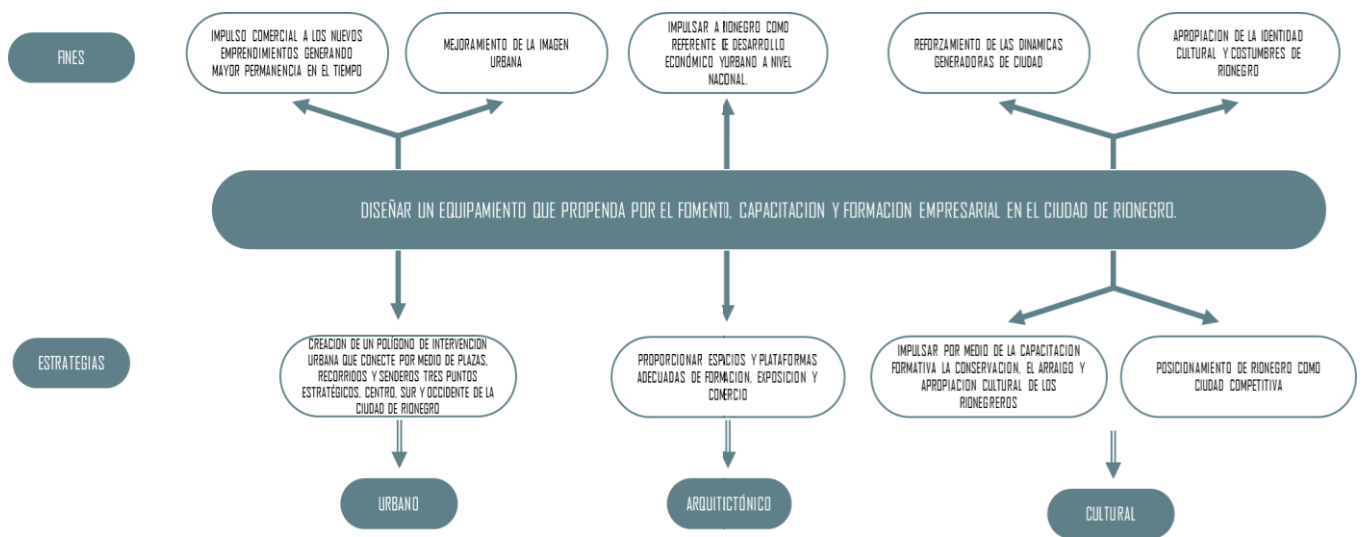 FINES
IMPULSO COMERCIAL A LOS NUEVOS
EMPRENDIMIENTOS GENERANDO
MAYOR PERMANENCIA EN EL TIEMPO
MEJORAMIENTO DE LA IMAGEN
URBANA
IMPULSAR A RIONEGRO COMO
REFERENTE DE DESARROLLO
ECONÓMICO YURBANO A NIVEL
NACONAL.
REFORZAMIENTO DE LAS DINAMICAS
GENERADORAS DE CIUDAD
APROPIACION DE LA IDENTIDAD
CULTURAL Y COSTUMBRES DE
RIONEGRO
DISEÑAR UN EQUIPAMIENTO QUE PROPENDA POR EL FOMENTO, CAPACITACION Y FORMACION EMPRESARIAL EN EL CIUDAD DE RIONEGRO.
ESTRATEGIAS
CREACION DE UN POLÍGONO DE INTERVENCION
URBANA QUE CONECTE POR MEDIO DE PLAZAS,
RECORRIDOS Y SENDEROS TRES PUNTOS
ESTRATÉGICOS, CENTRO, SUR Y OCCIDENTE DE LA
CIUDAD DE RIONEGRO
PROPORCIONAR ESPACIOS Y PLATAFORMAS
ADECUADAS DE FORMACION, EXPOSICION Y
COMERCIO
IMPULSAR POR MEDIO DE LA CAPACITACION
FORMATIVA LA CONSERVACION, EL ARRAIGO Y
APROPIACION CULTURAL DE LOS
RIONEGREROS
POSICIONAMIENTO DE RIONEGRO COMO
CIUDAD COMPETITIVA
URBANO
ARQUITICTÓNICO
CULTURAL